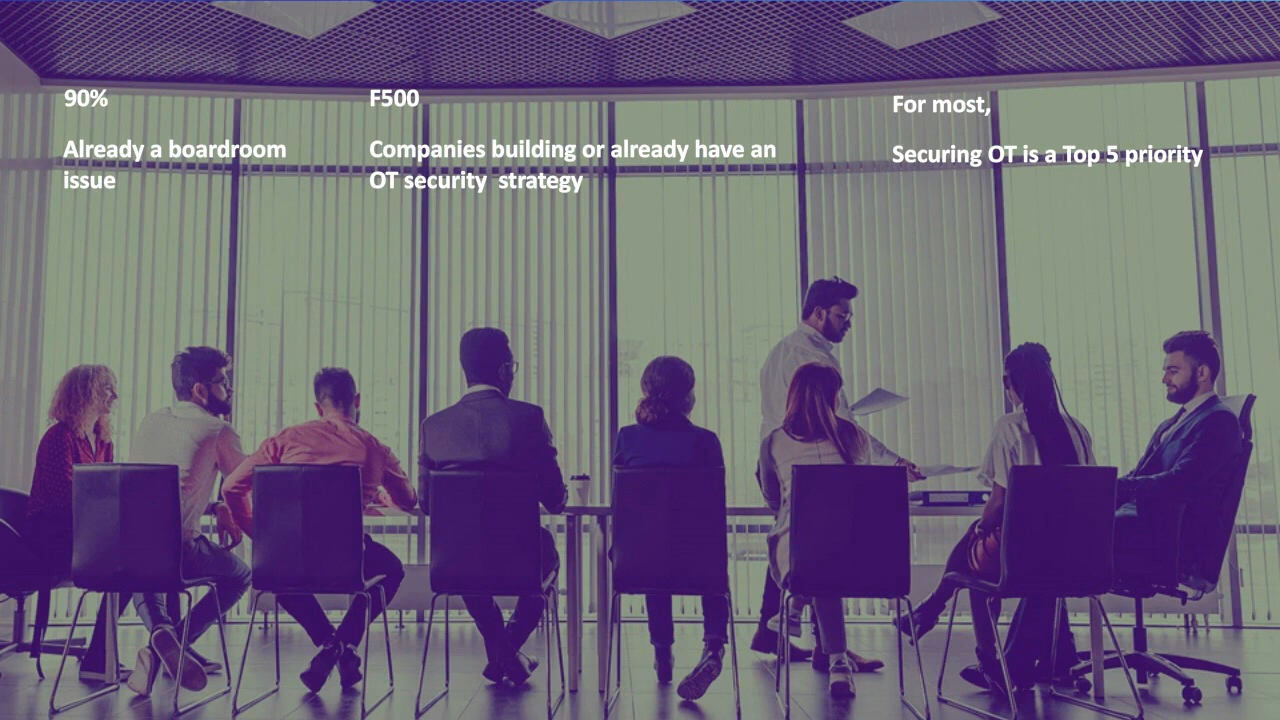 90%
Already a boardroom
issue
F500
Companies building or already have an
OT security  strategy
For most,
Securing OT is a Top 5 priority